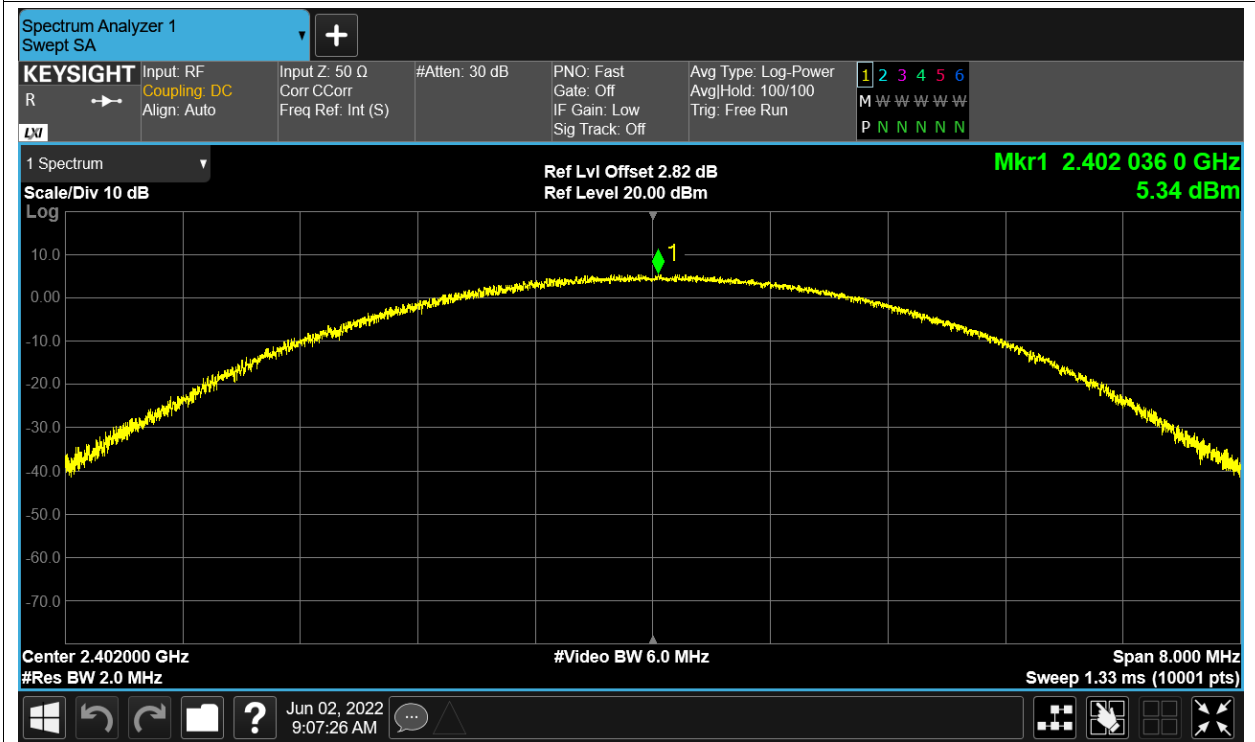 Spectrum Analyzer 1
Swept SA
+
KEYSIGHT
R
LXI
Input: RF
Coupling: DC
Align: Auto
Input Z: 50 Ω
Corr CCorr
Freq Ref: Int (S)
#Atten: 30 dB
PNO: Fast
Gate: Off
IF Gain: Low
Sig Track: Off
Avg Type: Log-Power
Avg|Hold: 100/100
Trig: Free Run
1 2 3 4 5 6
M W W W W W
P N N N N N
1 Spectrum
Scale/Div 10 dB
Log
Ref Lvl Offset 2.82 dB
Ref Level 20.00 dBm
Mkr1 2.402 036 0 GHz
5.34 dBm
1
10.0
0.00
-10.0
-20.0
-30.0
-40.0
-50.0
-60.0
-70.0
Center 2.402000 GHz
#Res BW 2.0 MHz
#Video BW 6.0 MHz
Span 8.000 MHz
Sweep 1.33 ms (10001 pts)
?
Jun 02, 2022
9:07:26 AM